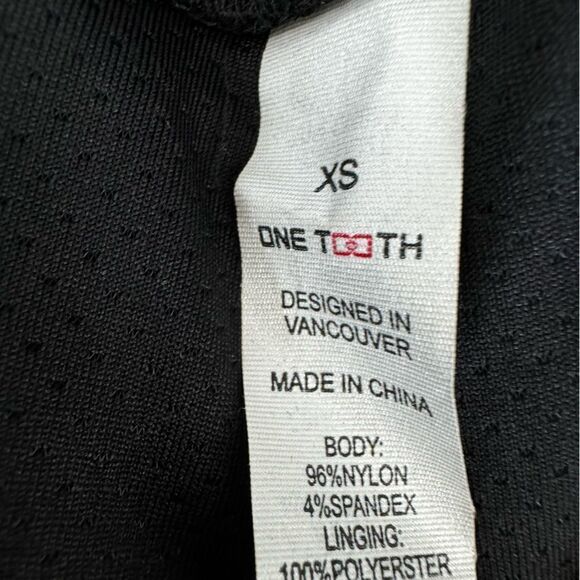 XS
ONE TOOTH
DESIGNED IN
VANCOUVER
MADE IN CHINA
BODY:
96%NYLON
4%SPANDEX
LINGING:
100%POLYERSTER